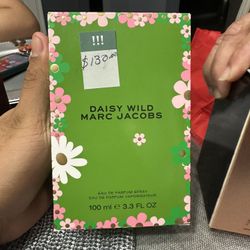 !!!
$130.00
DAISY WILD
MARC JACOBS
EAU DE PARFUM SPRAY
EAU DE PARFUM VAPORISATEUR
100 ml ℮ 3.3 FL OZ